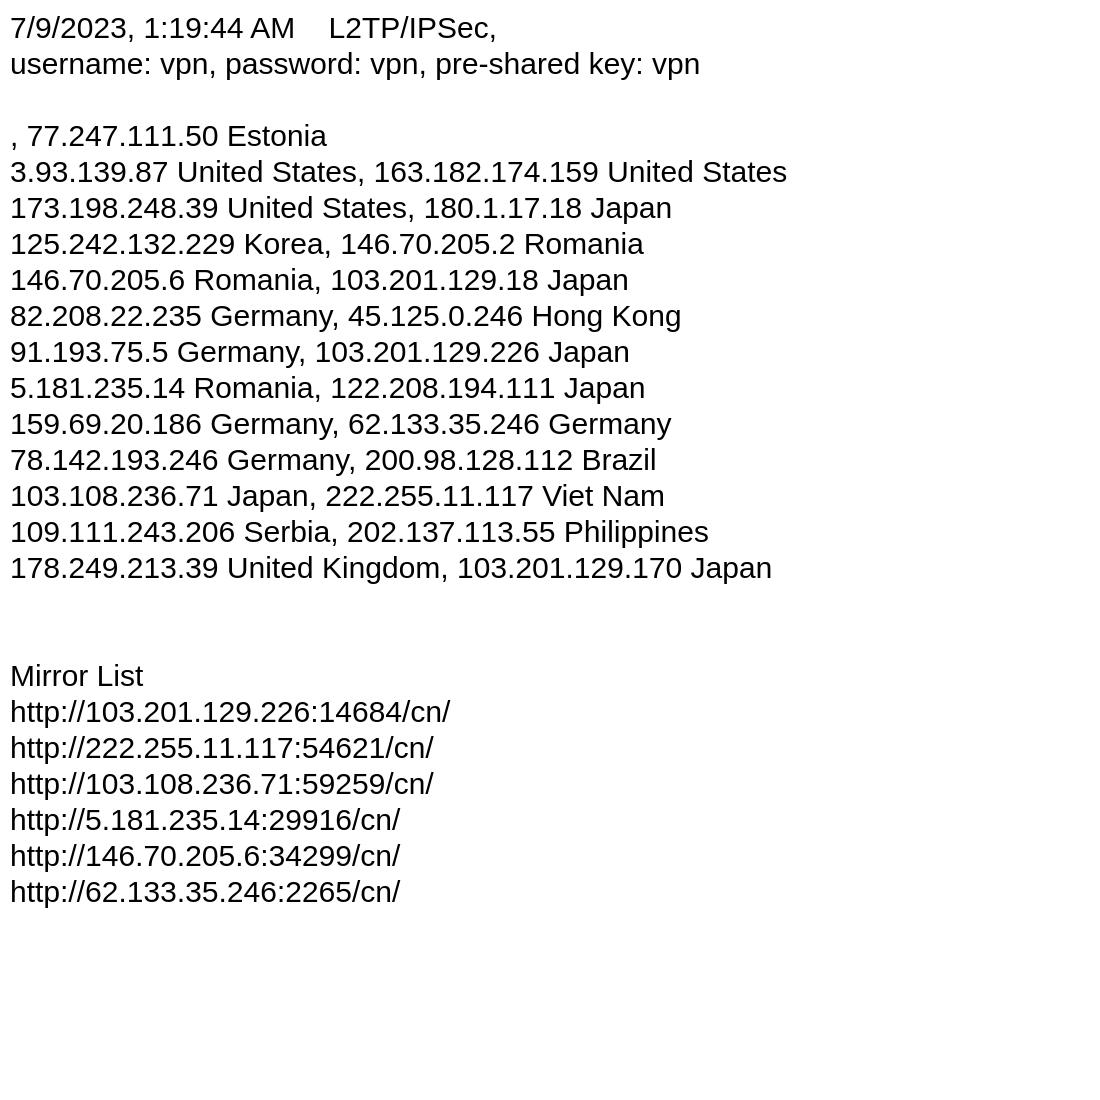 7/9/2023, 1:19:44 AM    L2TP/IPSec,
username: vpn, password: vpn, pre-shared key: vpn
, 77.247.111.50 Estonia
3.93.139.87 United States, 163.182.174.159 United States
173.198.248.39 United States, 180.1.17.18 Japan
125.242.132.229 Korea, 146.70.205.2 Romania
146.70.205.6 Romania, 103.201.129.18 Japan
82.208.22.235 Germany, 45.125.0.246 Hong Kong
91.193.75.5 Germany, 103.201.129.226 Japan
5.181.235.14 Romania, 122.208.194.111 Japan
159.69.20.186 Germany, 62.133.35.246 Germany
78.142.193.246 Germany, 200.98.128.112 Brazil
103.108.236.71 Japan, 222.255.11.117 Viet Nam
109.111.243.206 Serbia, 202.137.113.55 Philippines
178.249.213.39 United Kingdom, 103.201.129.170 Japan
Mirror List
http://103.201.129.226:14684/cn/
http://222.255.11.117:54621/cn/
http://103.108.236.71:59259/cn/
http://5.181.235.14:29916/cn/
http://146.70.205.6:34299/cn/
http://62.133.35.246:2265/cn/